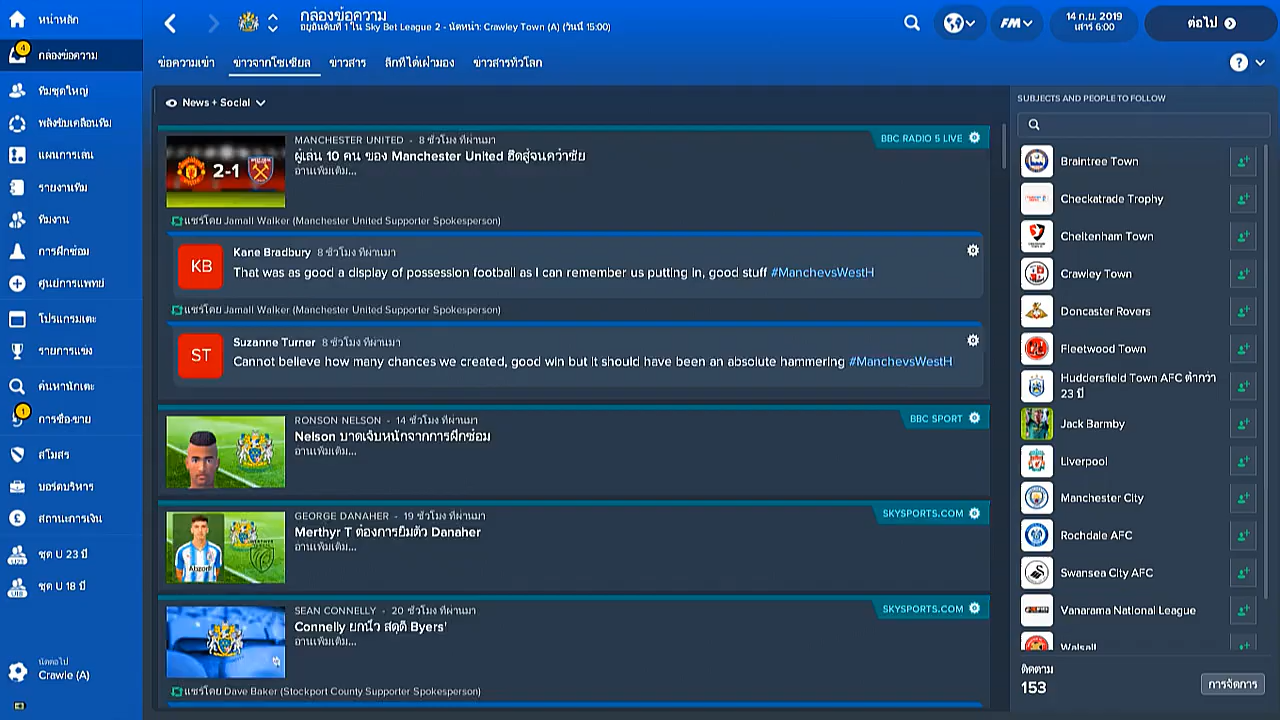 หน้าหลัก
4
กล่องข้อความ
ทีมชุดใหญ่
พลังขับเคลื่อนทีม
แผนการเล่น
รายงานทีม
ทีมงาน
การฝึกซ้อม
ศูนย์การแพทย์
โปรแกรมเตะ
รายการแข่ง
ค้นหานักเตะ
1
การซื้อ-ขาย
สโมสร
บอร์ดบริหาร
สถานะการเงิน
U23
ชุด U 23 ปี
U18
ชุด U 18 ปี
นัดต่อไป
Crawle (A)
กล่องข้อความ
อยู่อันดับที่ 1 ใน Sky Bet League 2 - นัดหน้า: Crawley Town (A) (วันนี้ 15:00)
FM
14 ก.ย. 2019
เสาร์ 6:00
ต่อไป
ข้อความเข้า
ข่าวจากโซเชียล
ข่าวสาร
ลีกที่ได้เฝ้ามอง
ข่าวสารทั่วโลก
?
News + Social
2-1
MANCHESTER UNITED - 8 ชั่วโมง ที่ผ่านมา
BBC RADIO 5 LIVE
ผู้เล่น 10 คน ของ Manchester United ฮึดสู้จนคว้าชัย
อ่านเพิ่มเติม...
แชร์โดย Jamall Walker (Manchester United Supporter Spokesperson)
KB
Kane Bradbury 8 ชั่วโมง ที่ผ่านมา
That was as good a display of possession football as I can remember us putting in, good stuff #ManchevsWestH
แชร์โดย Jamall Walker (Manchester United Supporter Spokesperson)
ST
Suzanne Turner 8 ชั่วโมง ที่ผ่านมา
Cannot believe how many chances we created, good win but it should have been an absolute hammering #ManchevsWestH
RONSON NELSON - 14 ชั่วโมง ที่ผ่านมา
BBC SPORT
Nelson บาดเจ็บหนักจากการฝึกซ้อม
อ่านเพิ่มเติม...
GEORGE DANAHER - 19 ชั่วโมง ที่ผ่านมา
SKYSPORTS.COM
Merthyr T ต้องการยืมตัว Danaher
อ่านเพิ่มเติม...
SEAN CONNELLY - 20 ชั่วโมง ที่ผ่านมา
SKYSPORTS.COM
Connelly ยกนิ้ว สดุดี Byers'
อ่านเพิ่มเติม...
แชร์โดย Dave Baker (Stockport County Supporter Spokesperson)
SUBJECTS AND PEOPLE TO FOLLOW
Braintree Town
Checkatrade Trophy
Cheltenham Town
Crawley Town
Doncaster Rovers
Fleetwood Town
Huddersfield Town AFC ต่ำกว่า
23 ปี
Jack Barmby
Liverpool
Manchester City
Rochdale AFC
Swansea City AFC
Vanarama National League
Walsall
ติดตาม
153
การจัดการ